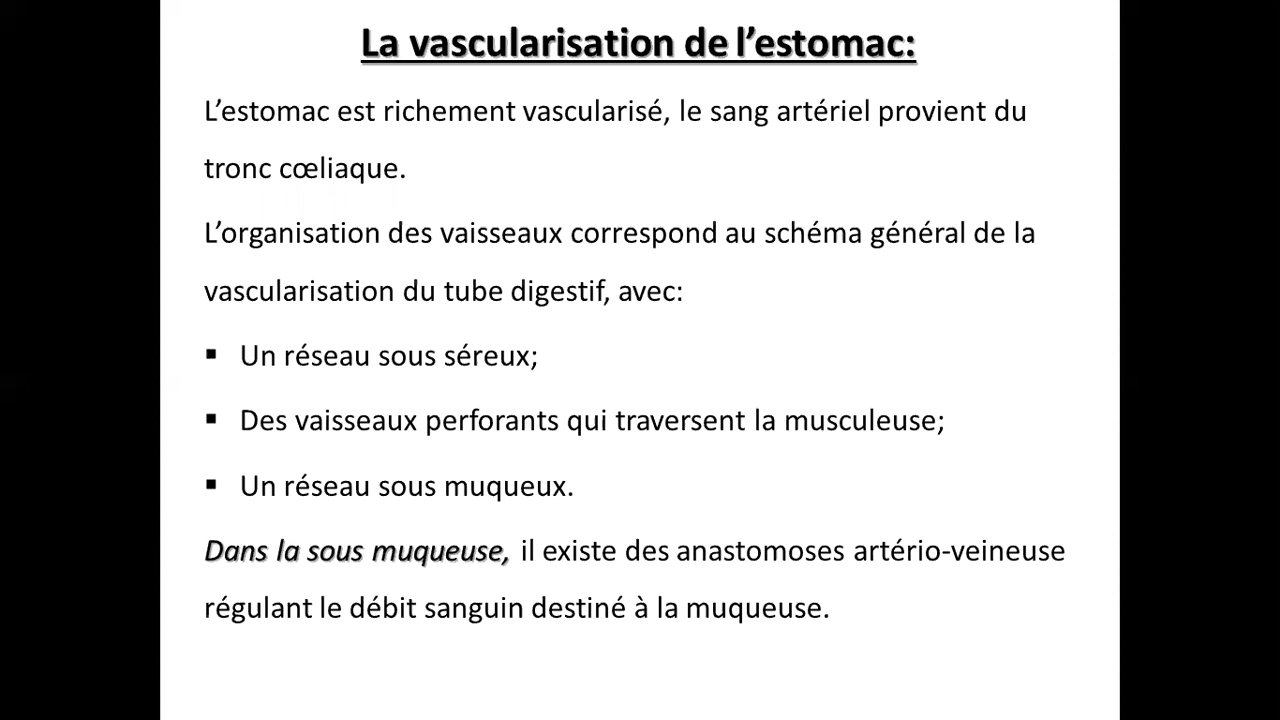 La vascularisation de l’estomac:
L’estomac est richement vascularisé, le sang artériel provient du
tronc cœliaque.
L’organisation des vaisseaux correspond au schéma général de la
vascularisation du tube digestif, avec:
▪ Un réseau sous séreux;
▪ Des vaisseaux perforants qui traversent la musculeuse;
▪ Un réseau sous muqueux.
Dans la sous muqueuse, il existe des anastomoses artério-veineuse
régulant le débit sanguin destiné à la muqueuse.